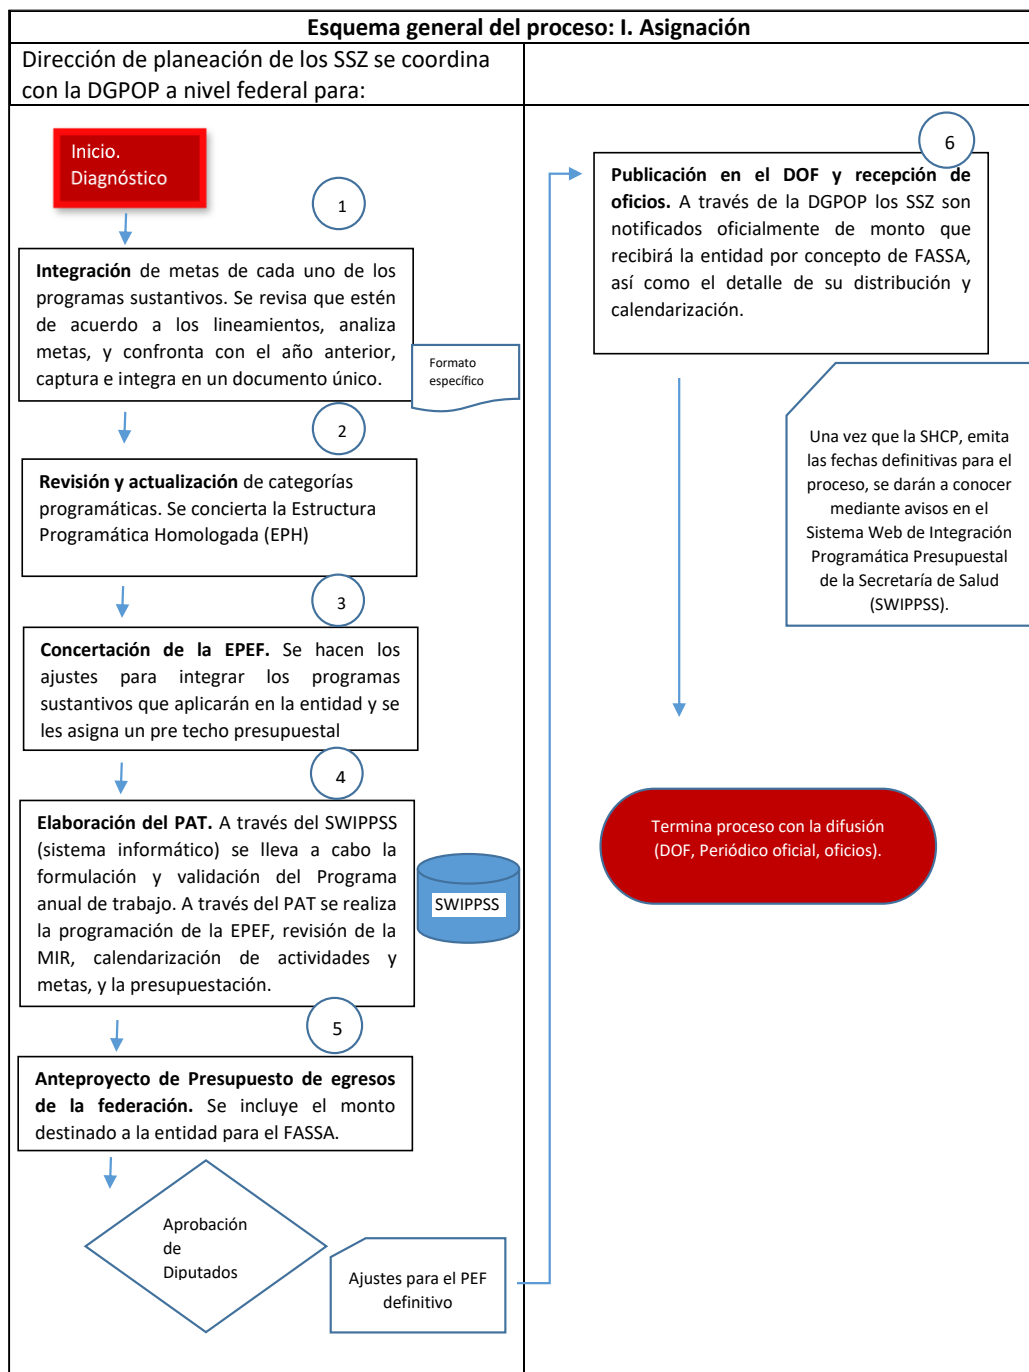 Esquema general del proceso: I. Asignación
Dirección de planeación de los SSZ se coordina
con la DGPOP a nivel federal para:
Inicio.
Diagnóstico
1
Integración de metas de cada uno de los
programas sustantivos. Se revisa que estén
de acuerdo a los lineamientos, analiza
metas, y confronta con el año anterior,
captura e integra en un documento único.
Formato
específico
2
Revisión y actualización de categorías
programáticas. Se concierta la Estructura
Programática Homologada (EPH)
3
Concertación de la EPEF. Se hacen los
ajustes para integrar los programas
sustantivos que aplicarán en la entidad y se
les asigna un pre techo presupuestal
4
Elaboración del PAT. A través del SWIPPSS
(sistema informático) se lleva a cabo la
formulación y validación del Programa
anual de trabajo. A través del PAT se realiza
la programación de la EPEF, revisión de la
MIR, calendarización de actividades y
metas, y la presupuestación.
SWIPPSS
5
Anteproyecto de Presupuesto de egresos
de la federación. Se incluye el monto
destinado a la entidad para el FASSA.
Aprobación
de
Diputados
Ajustes para el PEF
definitivo
6
Publicación en el DOF y recepción de
oficios. A través de la DGPOP los SSZ son
notificados oficialmente de monto que
recibirá la entidad por concepto de FASSA,
así como el detalle de su distribución y
calendarización.
Una vez que la SHCP, emita
las fechas definitivas para el
proceso, se darán a conocer
mediante avisos en el
Sistema Web de Integración
Programática Presupuestal
de la Secretaría de Salud
(SWIPPSS).
Termina proceso con la difusión
(DOF, Periódico oficial, oficios).